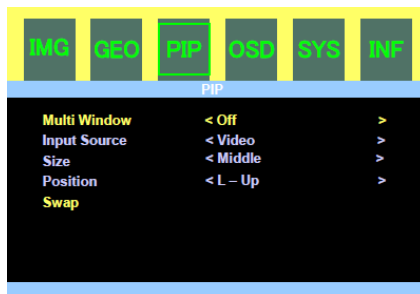 IMG GEO PIP OSD SYS INF
PIP
Multi Window < Off >
Input Source < Video >
Size < Middle >
Position < L – Up >
Swap